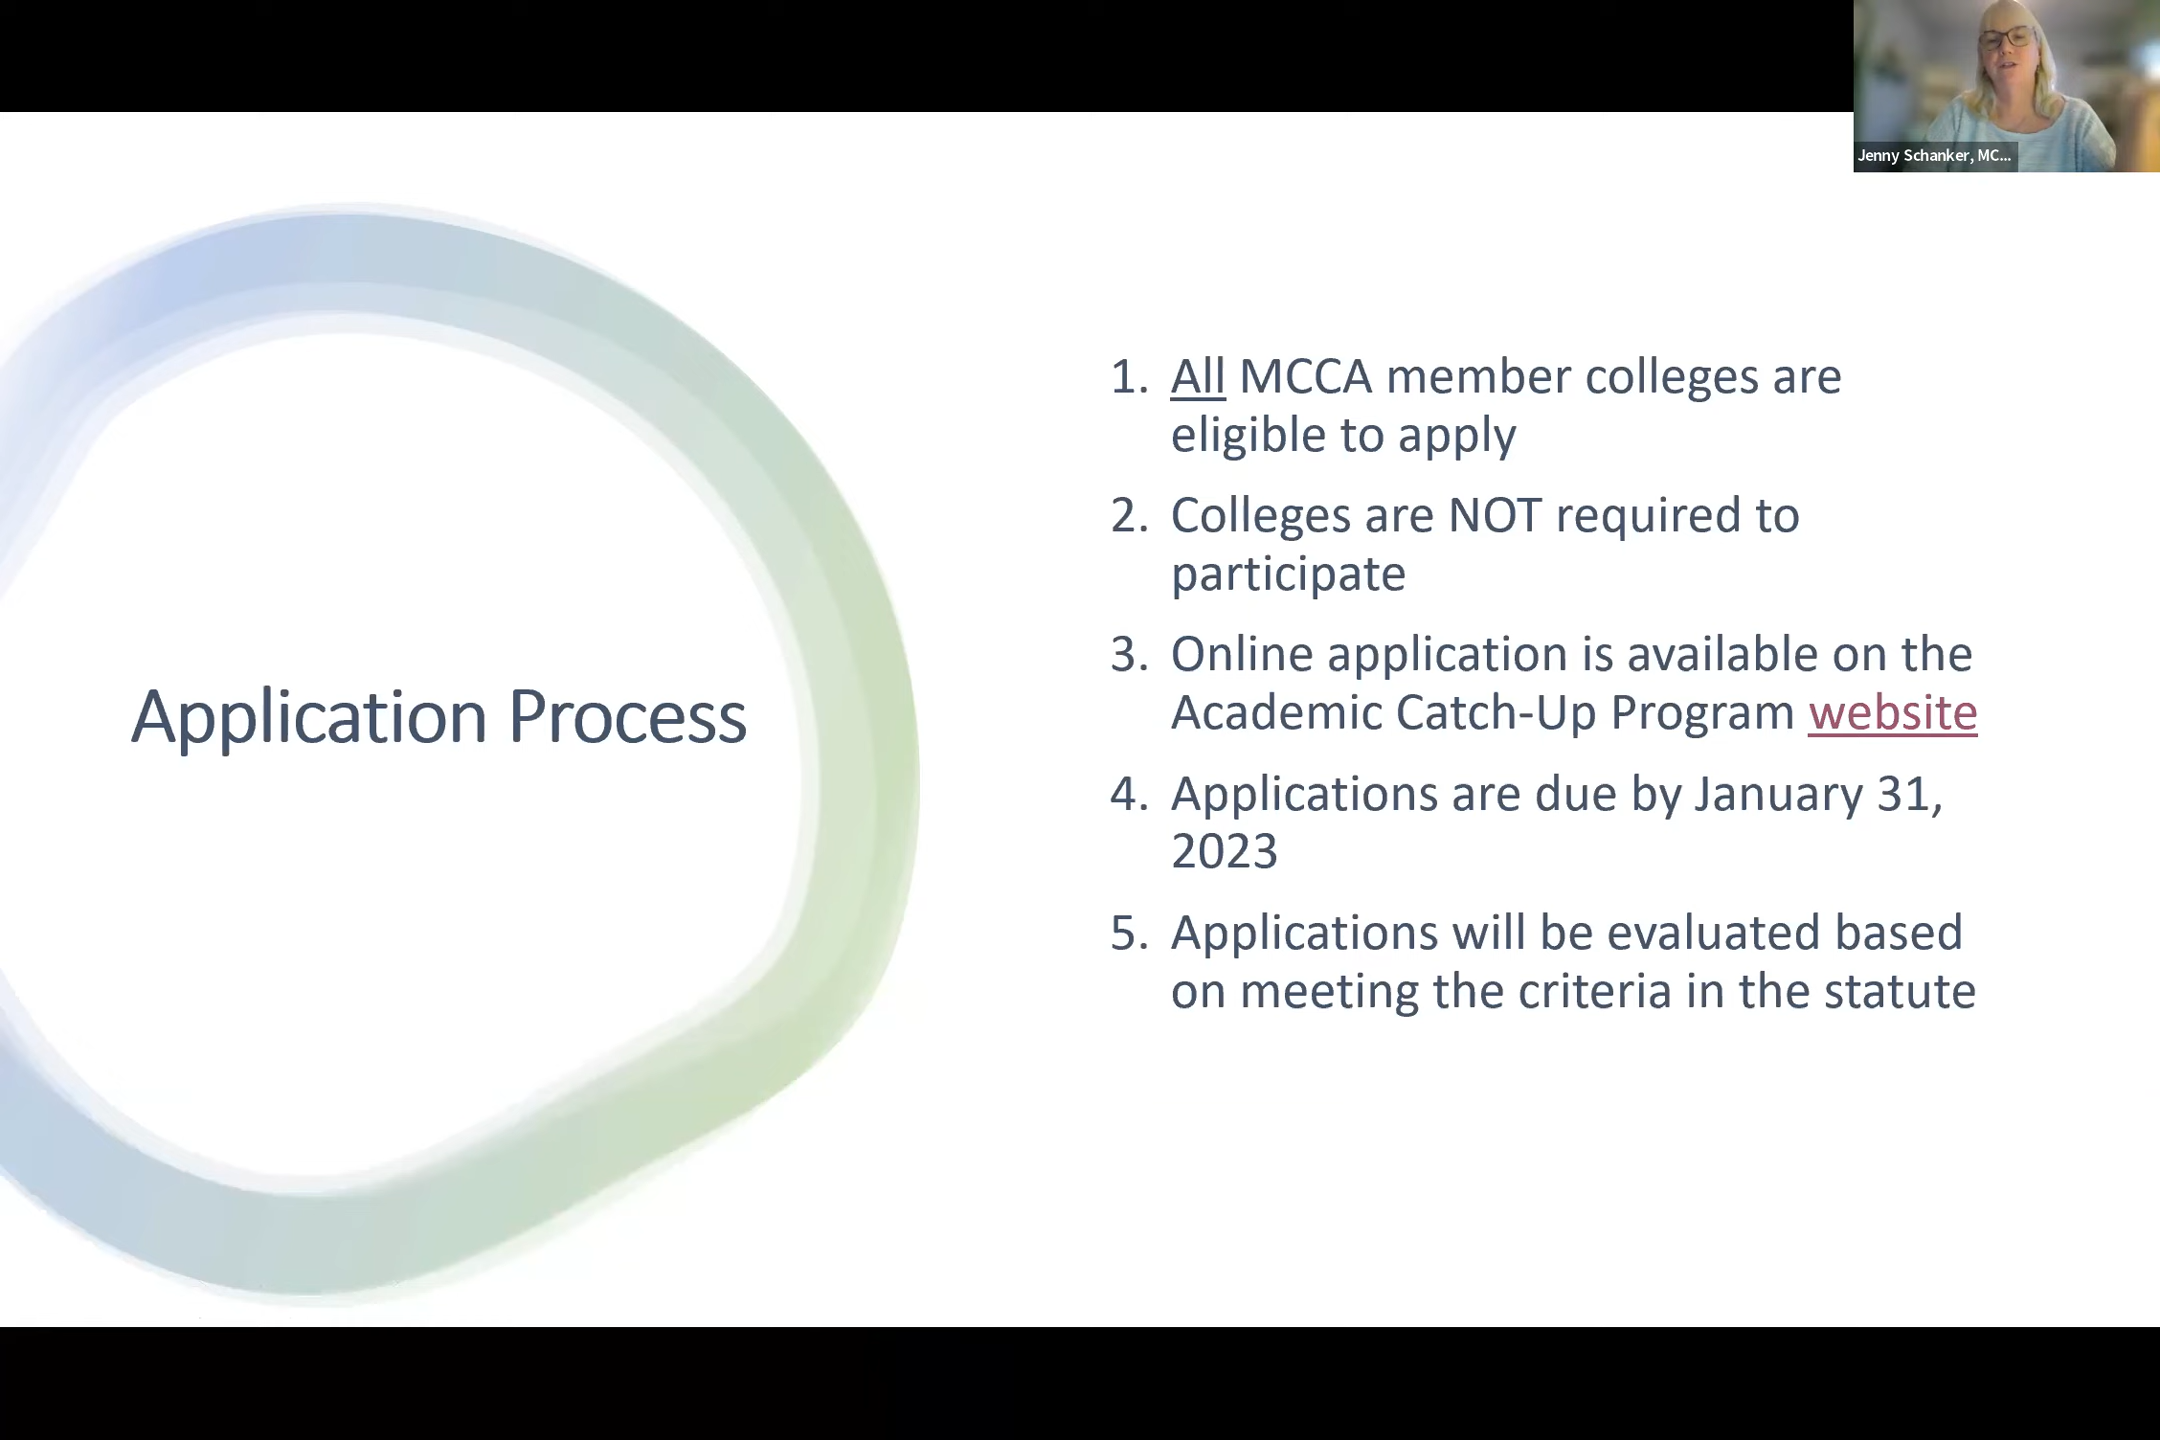 Jenny Schanker, MC...
Application Process
1. All MCCA member colleges are
eligible to apply
2. Colleges are NOT required to
participate
3. Online application is available on the
Academic Catch-Up Program website
4. Applications are due by January 31,
2023
5. Applications will be evaluated based
on meeting the criteria in the statute